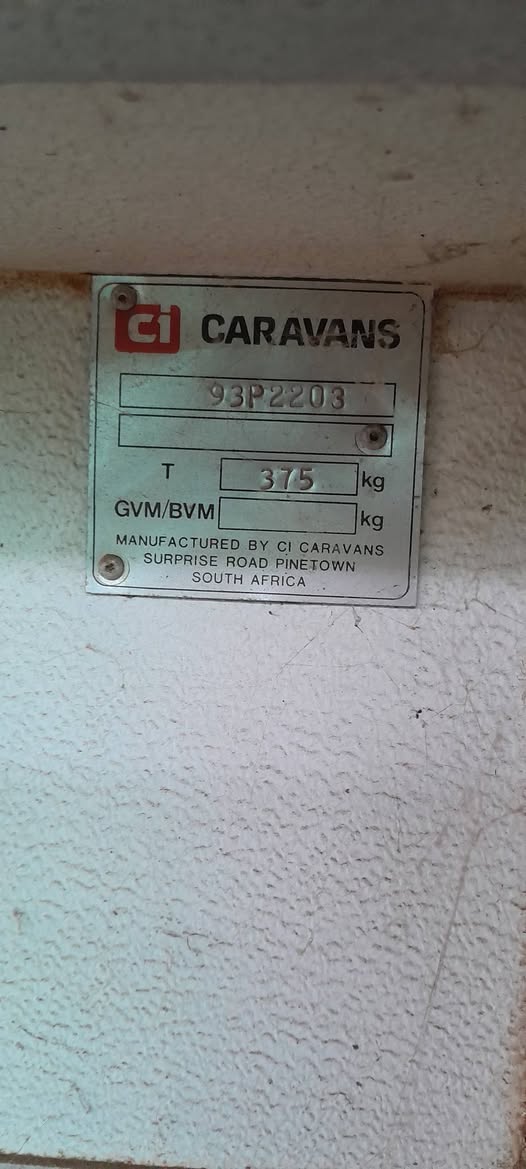 Ci CARAVANS
93P2203
T 375 kg
GVM/BVM kg
MANUFACTURED BY CI CARAVANS
SURPRISE ROAD PINETOWN
SOUTH AFRICA